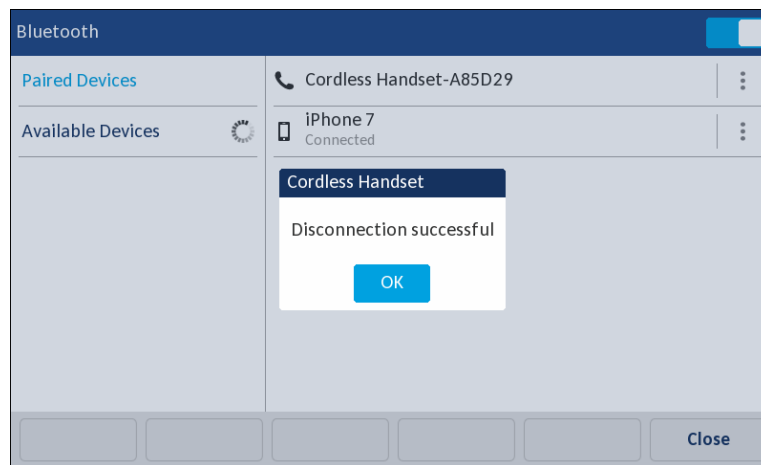 Bluetooth
Paired Devices
Available Devices
Cordless Handset-A85D29
iPhone 7
Connected
Cordless Handset
Disconnection successful
OK
Close